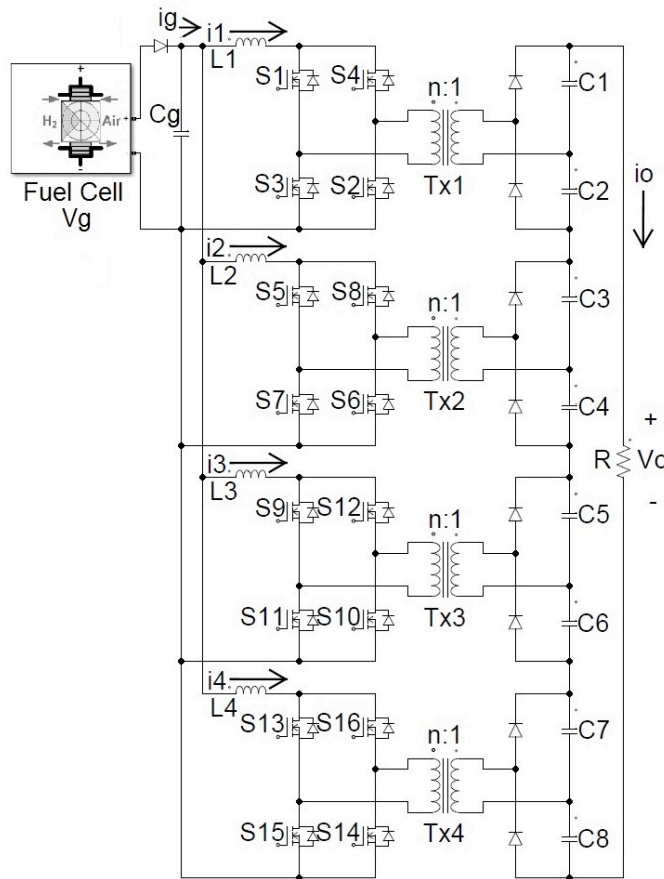 ig
i1
L1
S1
S4
n:1
C1
Cg
Tx1
H2
Air
+
+
-
-
Fuel Cell
Vg
S3
S2
C2
io
i2
L2
S5
S8
n:1
C3
Tx2
S7
S6
C4
+
R
Vo
-
i3
L3
S9
S12
n:1
C5
Tx3
S11
S10
C6
i4
L4
S13
S16
n:1
C7
Tx4
S15
S14
C8